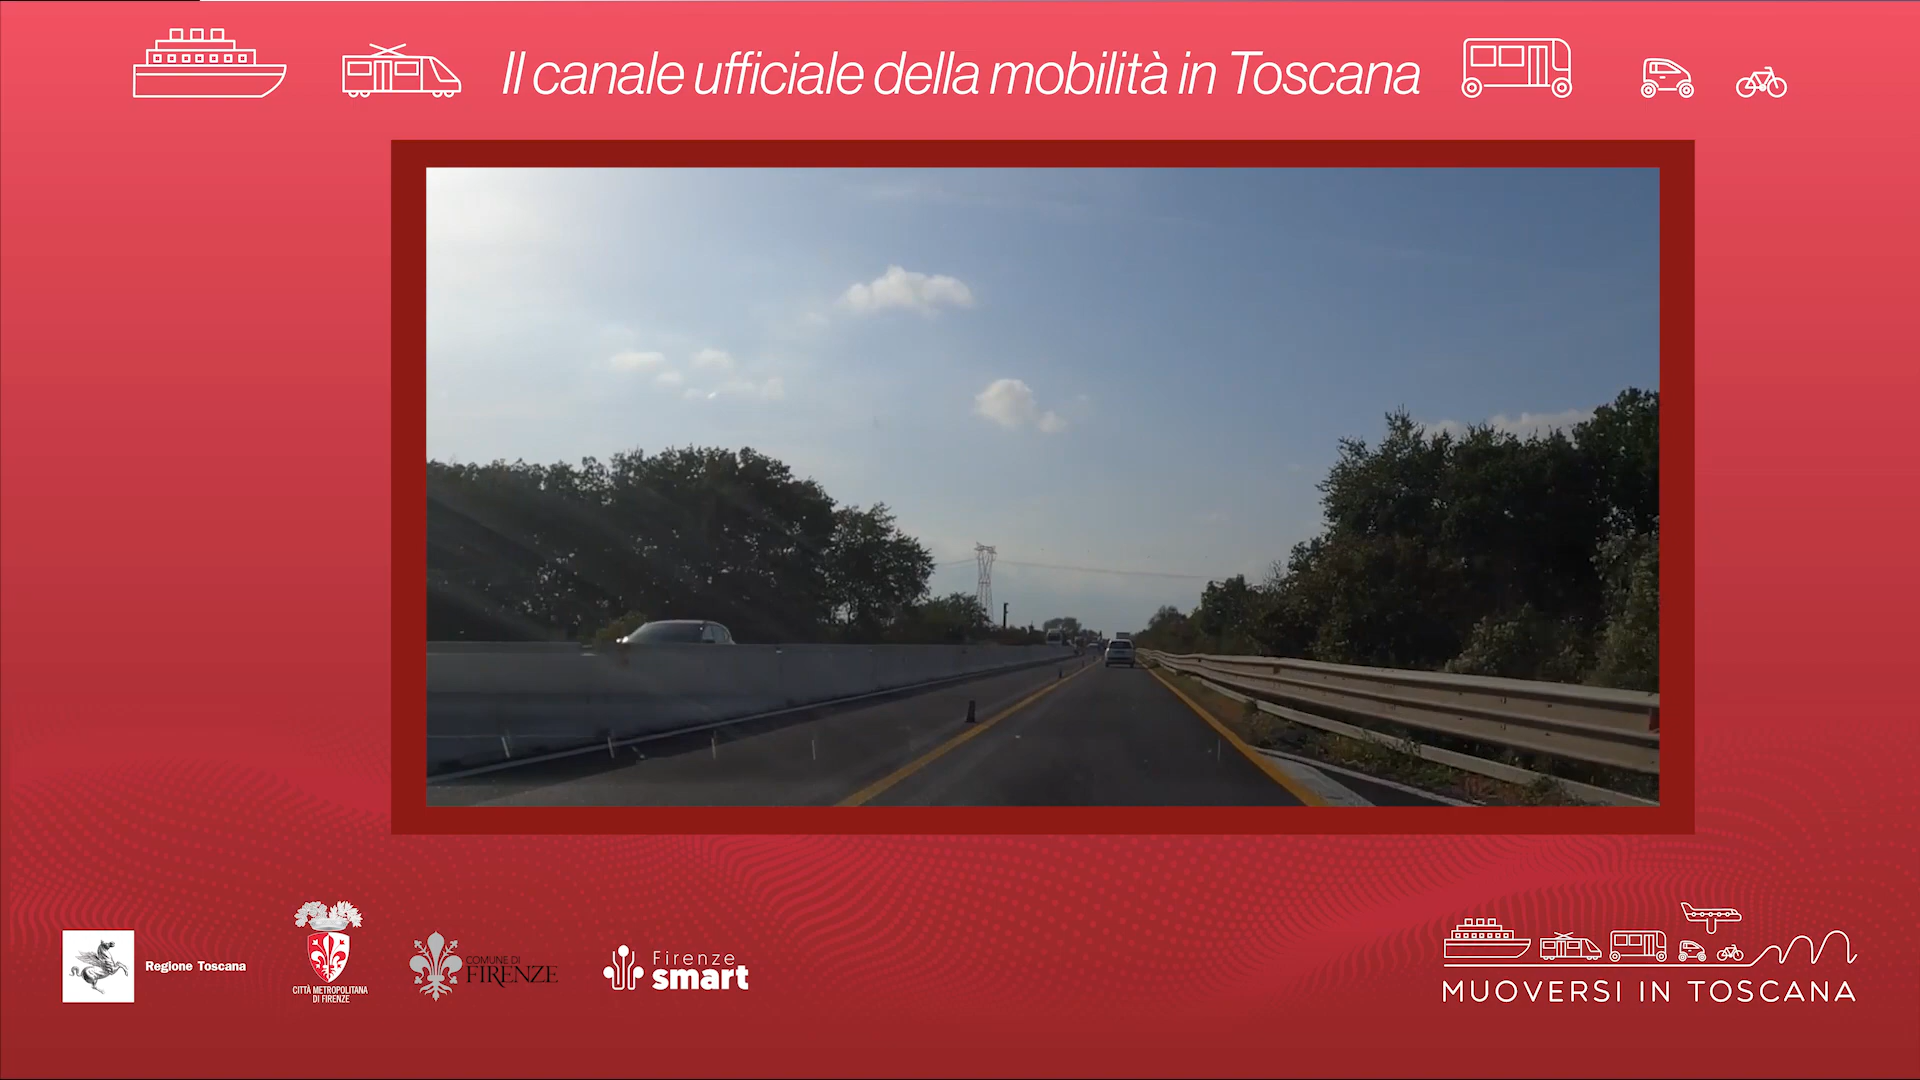 Il canale ufficiale della mobilità in Toscana
Regione Toscana
CITTÀ METROPOLITANA
DI FIRENZE
COMUNE DI
FIRENZE
Firenze
smart
MUOVERSI IN TOSCANA